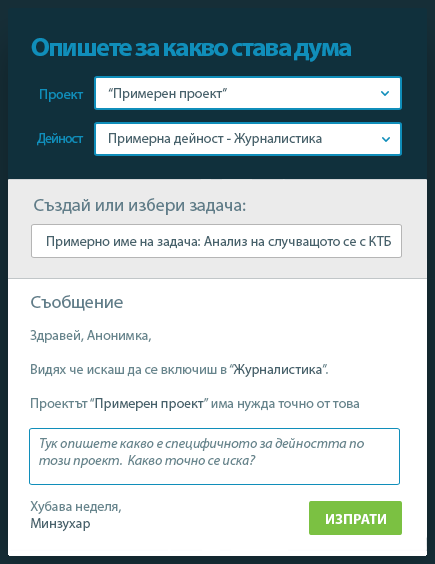 Опишете за какво става дума
Проект
“Примерен проект”
Дейност
Примерна дейност - Журналистика
Създай или избери задача:
Примерно име на задача: Анализ на случващото се с КТБ
Съобщение
Здравей, Анонимка,
Видях че искаш да се включиш в “Журналистика”.
Проектът “Примерен проект” има нужда точно от това
Тук опишете какво е специфичното за дейността по
този проект. Какво точно се иска?
Хубава неделя,
Минзухар
ИЗПРАТИ